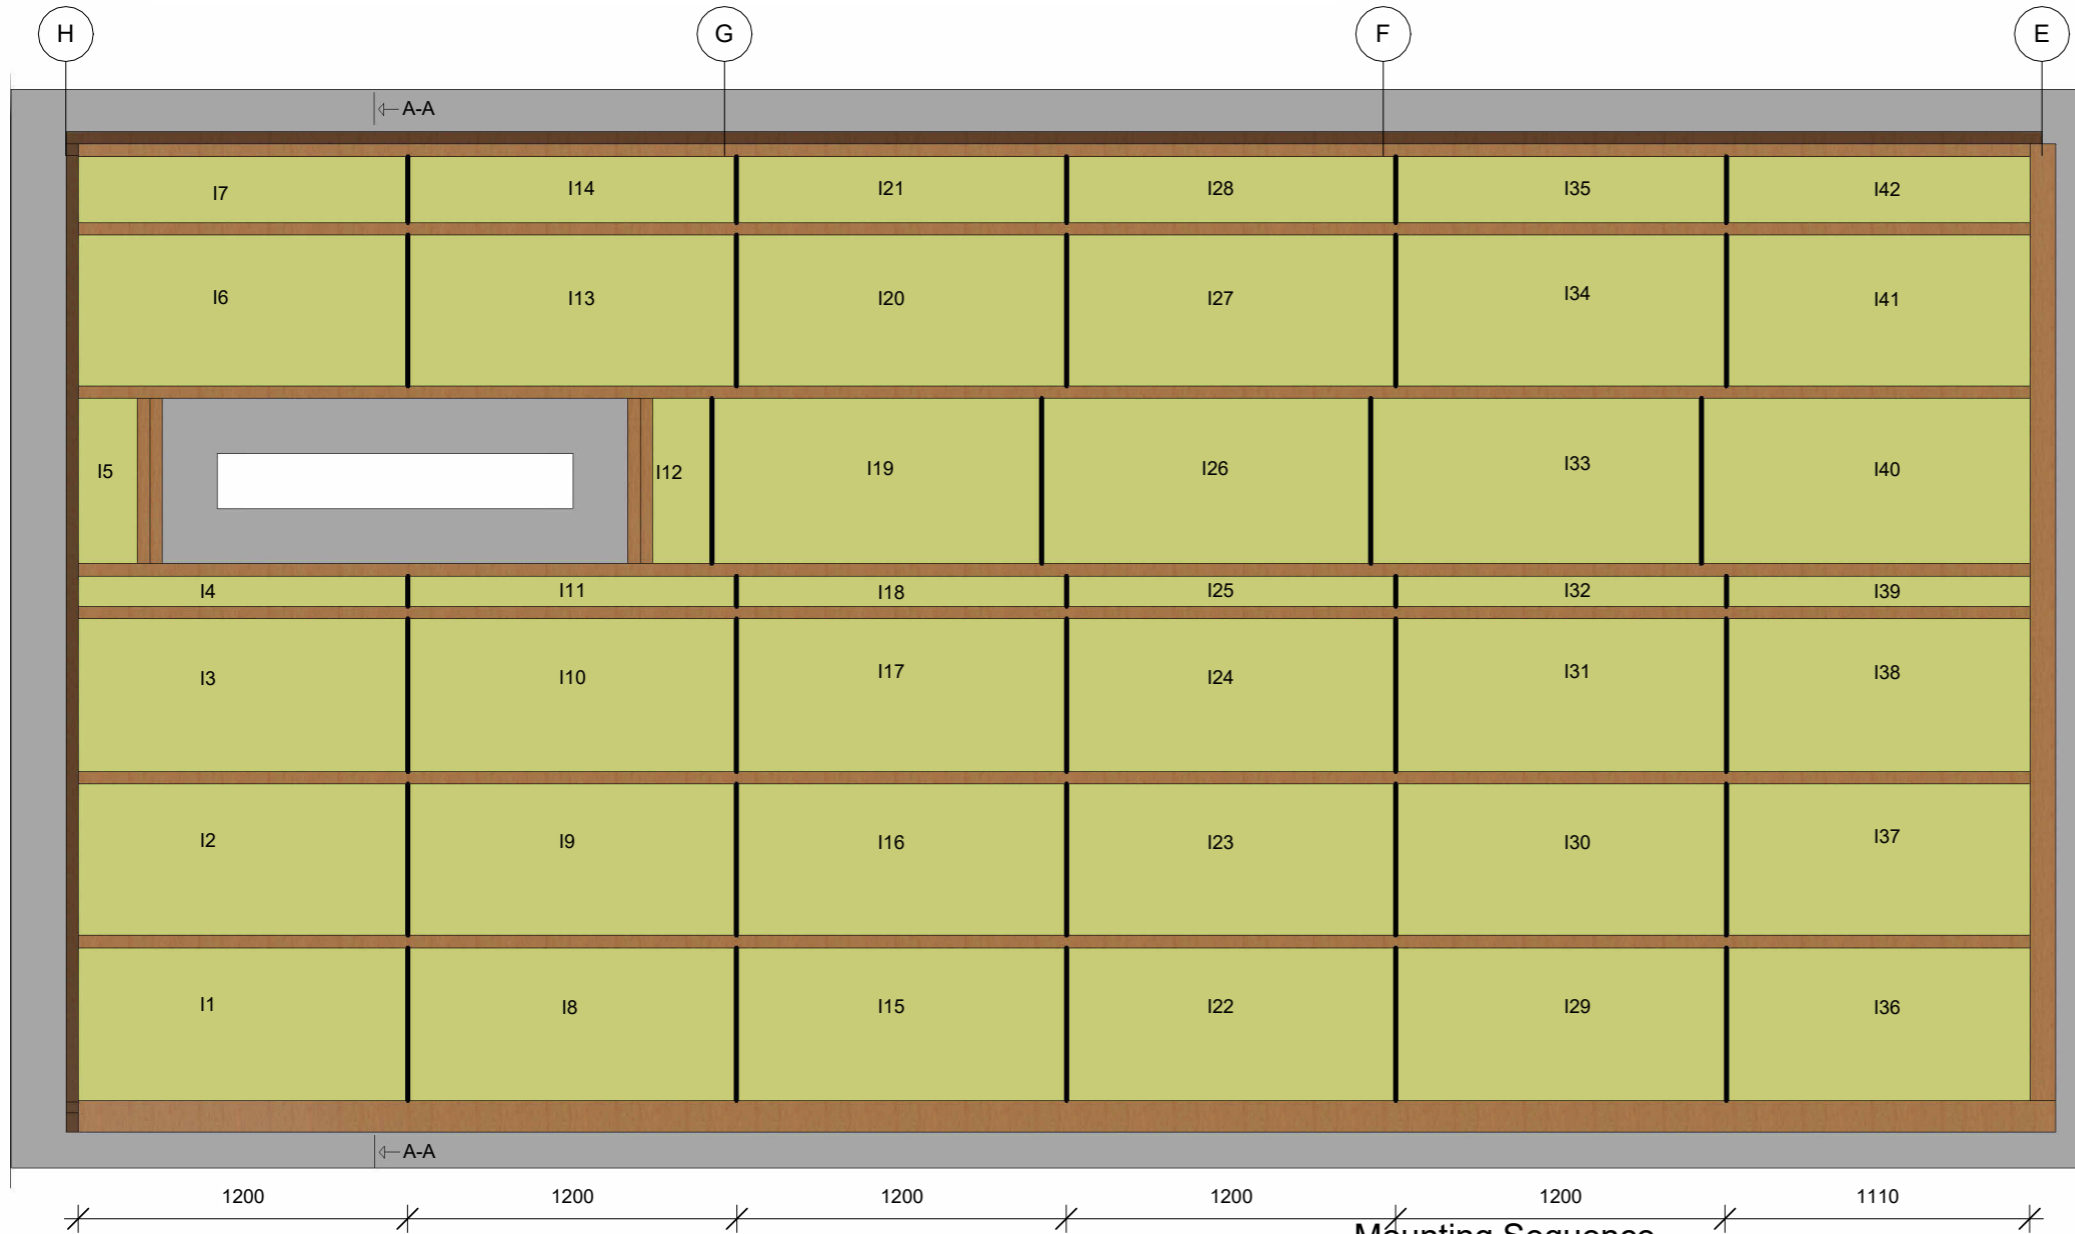 H G F E
A-A
I7 I14 I21 I28 I35 I42
I6 I13 I20 I27 I34 I41
I5 I12 I19 I26 I33 I40
I4 I11 I18 I25 I32 I39
I3 I10 I17 I24 I31 I38
I2 I9 I16 I23 I30 I37
I1 I8 I15 I22 I29 I36
A-A
1200 1200 1200 1200 1200 1110
Mounting Sequence